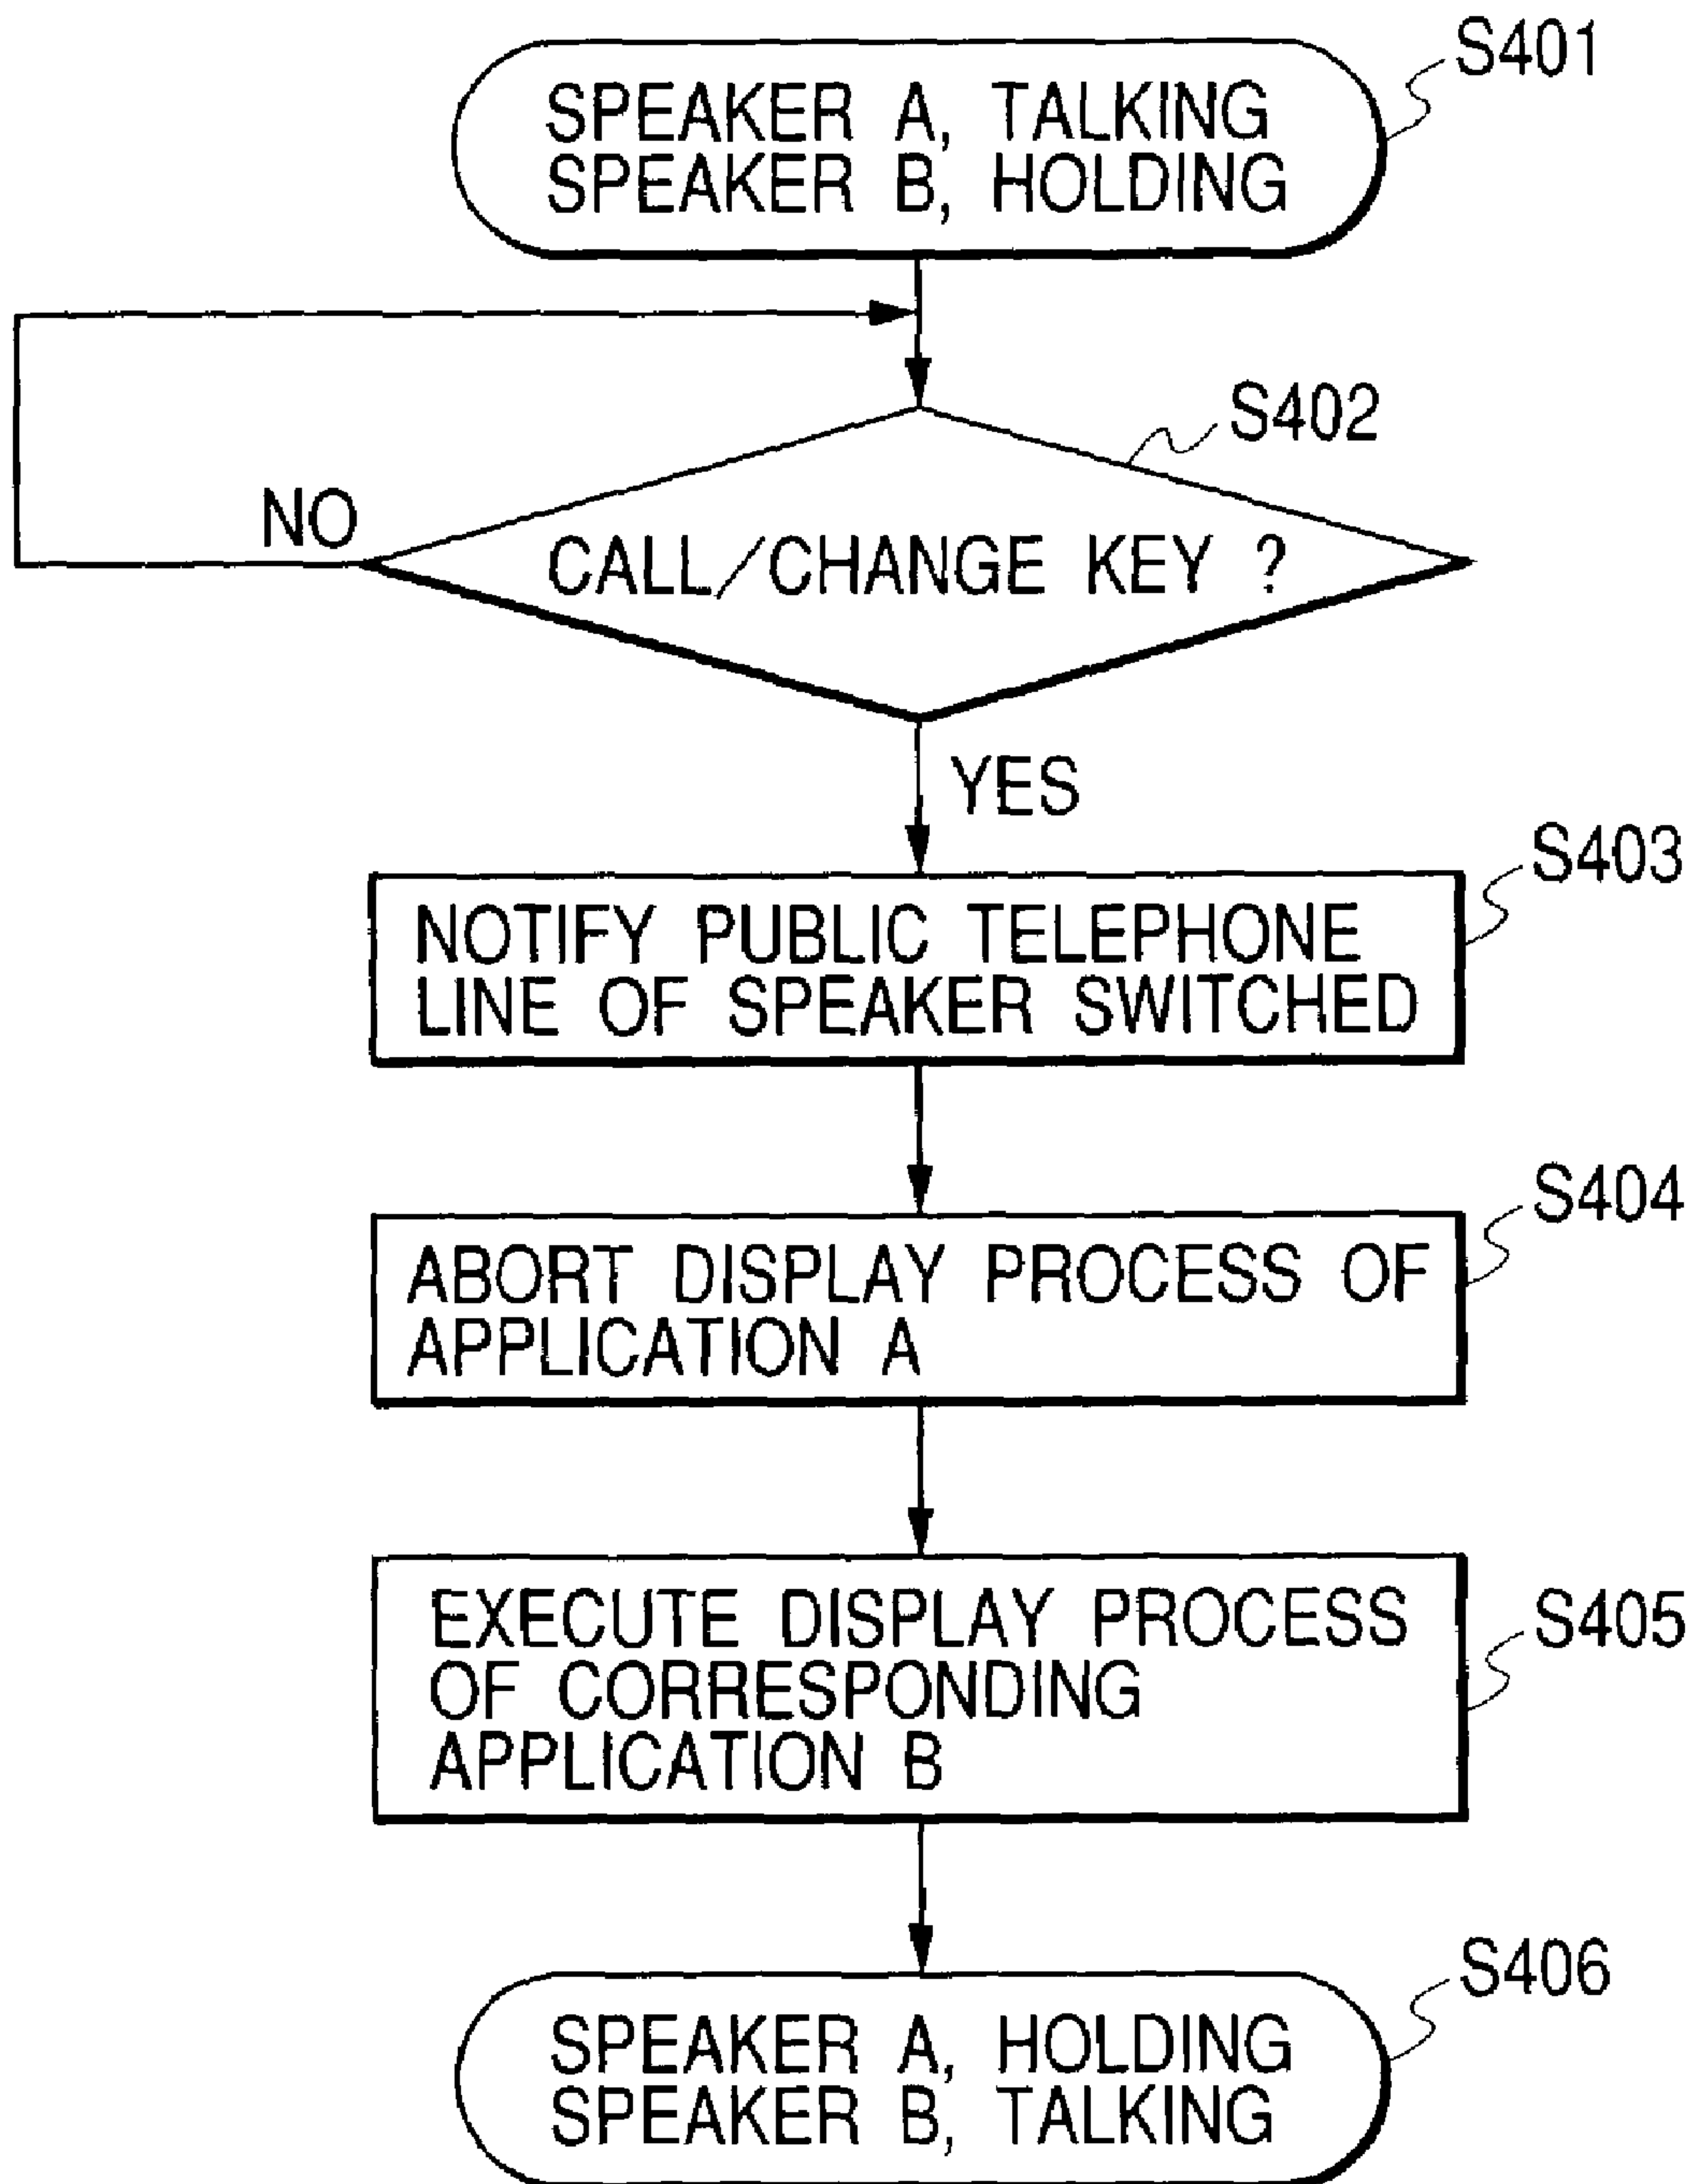 S401
SPEAKER A, TALKING
SPEAKER B, HOLDING
S402
NO
CALL/CHANGE KEY ?
YES
S403
NOTIFY PUBLIC TELEPHONE
LINE OF SPEAKER SWITCHED
S404
ABORT DISPLAY PROCESS OF
APPLICATION A
S405
EXECUTE DISPLAY PROCESS
OF CORRESPONDING
APPLICATION B
S406
SPEAKER A, HOLDING
SPEAKER B, TALKING